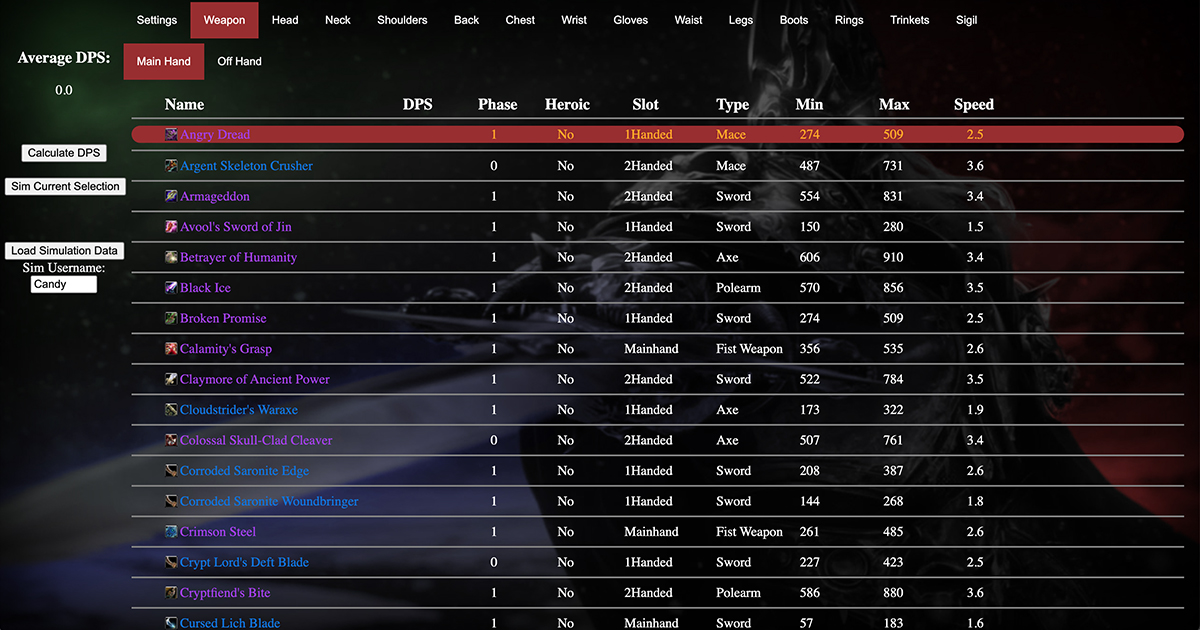 Settings Weapon Head Neck Shoulders Back Chest Wrist Gloves Waist Legs Boots Rings Trinkets Sigil
Average DPS:
0.0
Main Hand Off Hand
Calculate DPS
Sim Current Selection
Load Simulation Data
Sim Username:
Candy
Name DPS Phase Heroic Slot Type Min Max Speed
Angry Dread 1 No 1Handed Mace 274 509 2.5
Argent Skeleton Crusher 0 No 2Handed Mace 487 731 3.6
Armageddon 1 No 2Handed Sword 554 831 3.4
Avool's Sword of Jin 1 No 1Handed Sword 150 280 1.5
Betrayer of Humanity 1 No 2Handed Axe 606 910 3.4
Black Ice 1 No 2Handed Polearm 570 856 3.5
Broken Promise 1 No 1Handed Sword 274 509 2.5
Calamity's Grasp 1 No Mainhand Fist Weapon 356 535 2.6
Claymore of Ancient Power 1 No 2Handed Sword 522 784 3.5
Cloudstrider's Waraxe 1 No 1Handed Axe 173 322 1.9
Colossal Skull-Clad Cleaver 0 No 2Handed Axe 507 761 3.4
Corroded Saronite Edge 1 No 1Handed Sword 208 387 2.6
Corroded Saronite Woundbringer 1 No 1Handed Sword 144 268 1.8
Crimson Steel 1 No Mainhand Fist Weapon 261 485 2.6
Crypt Lord's Deft Blade 0 No 1Handed Sword 227 423 2.5
Cryptfiend's Bite 1 No 2Handed Polearm 586 880 3.6
Cursed Lich Blade 1 No Mainhand Sword 57 183 1.6